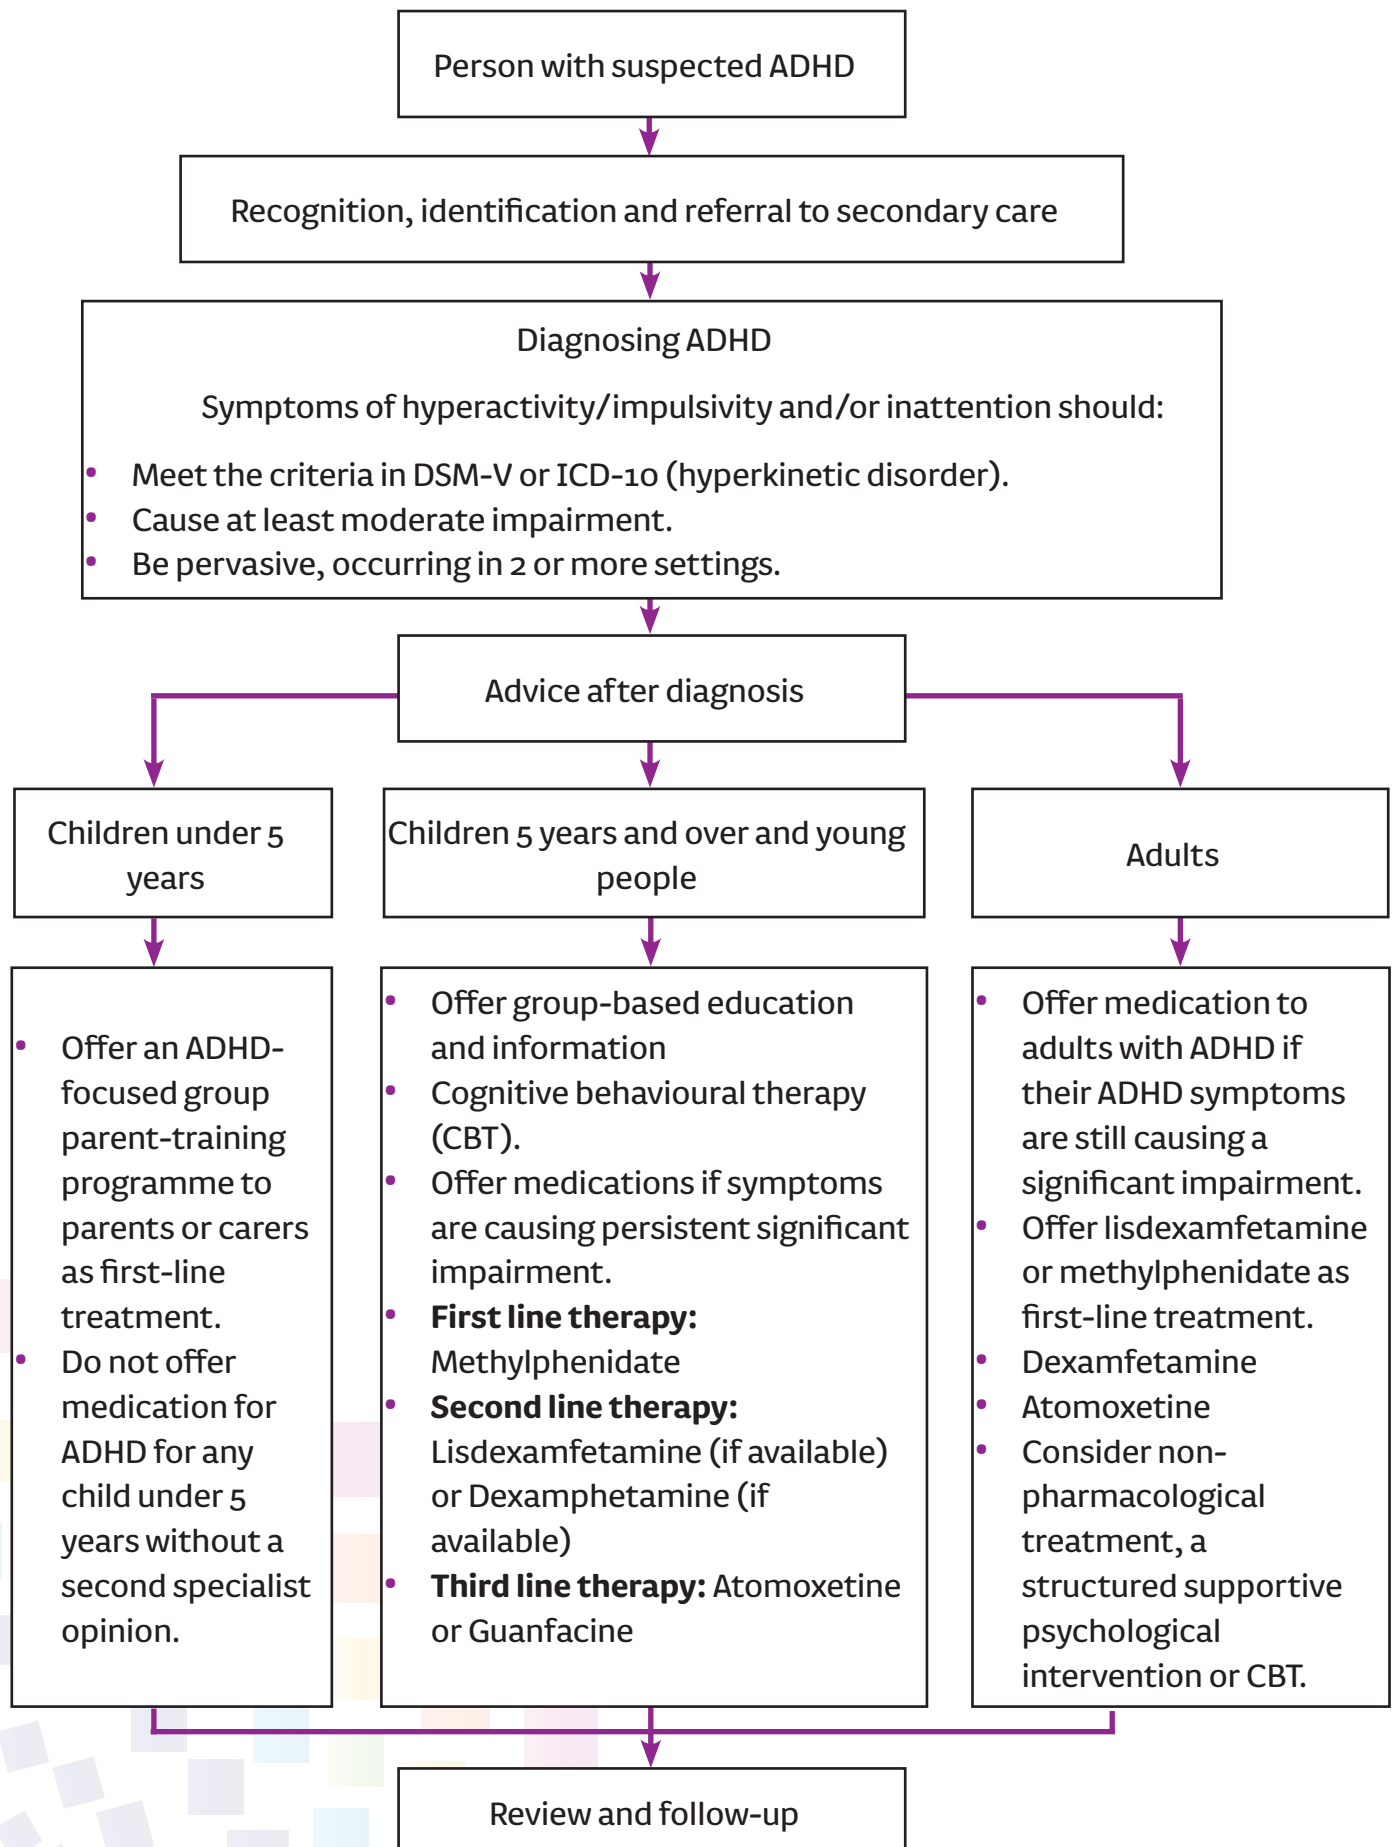 Person with suspected ADHD
Recognition, identification and referral to secondary care
Diagnosing ADHD
Symptoms of hyperactivity/impulsivity and/or inattention should:
• Meet the criteria in DSM-V or ICD-10 (hyperkinetic disorder).
• Cause at least moderate impairment.
• Be pervasive, occurring in 2 or more settings.
Advice after diagnosis
Children under 5
years
Children 5 years and over and young
people
Adults
• Offer an ADHD-
focused group
parent-training
programme to
parents or carers
as first-line
treatment.
• Do not offer
medication for
ADHD for any
child under 5
years without a
second specialist
opinion.
• Offer group-based education
and information
• Cognitive behavioural therapy
(CBT).
• Offer medications if symptoms
are causing persistent significant
impairment.
• First line therapy:
Methylphenidate
• Second line therapy:
Lisdexamfetamine (if available)
or Dexamphetamine (if
available)
• Third line therapy: Atomoxetine
or Guanfacine
• Offer medication to
adults with ADHD if
their ADHD symptoms
are still causing a
significant impairment.
• Offer lisdexamfetamine
or methylphenidate as
first-line treatment.
• Dexamfetamine
• Atomoxetine
• Consider non-
pharmacological
treatment, a
structured supportive
psychological
intervention or CBT.
Review and follow-up